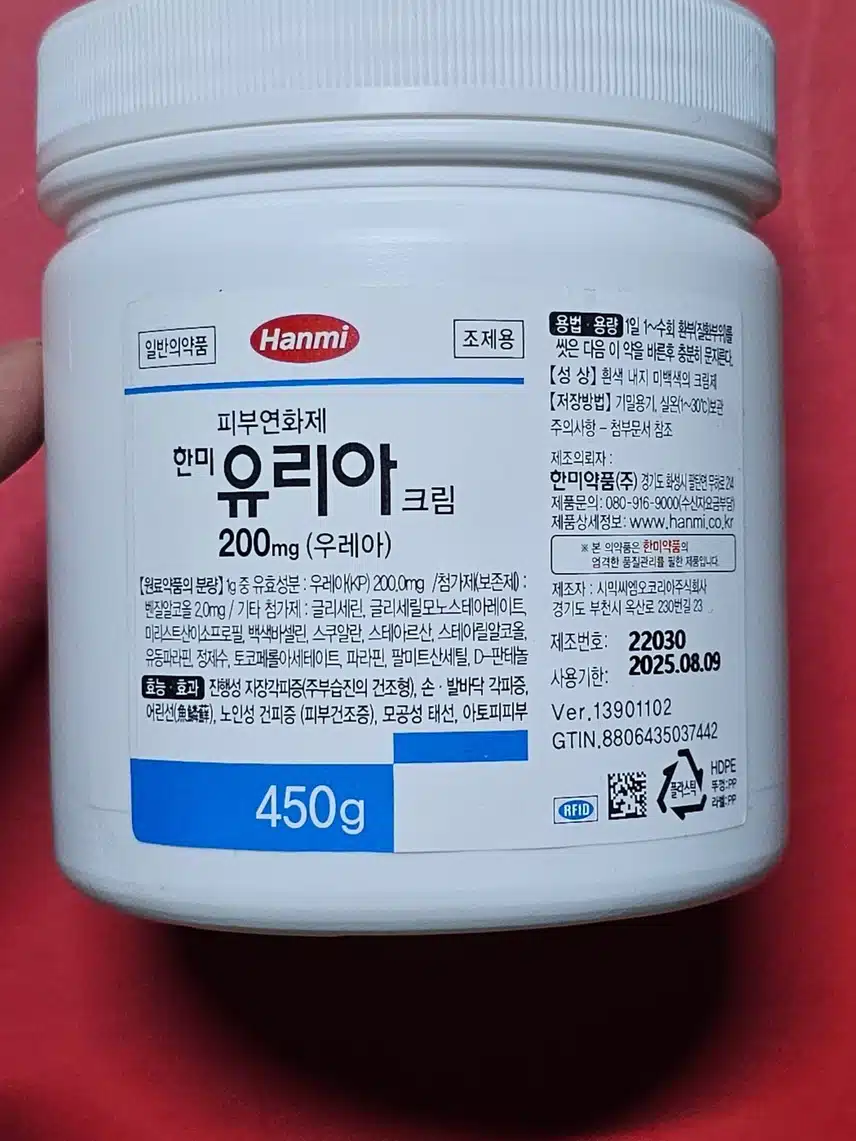 일반의약품
Hanmi
조제용
피부연화제
한미 유리아 크림
200mg (우레아)
【원료약품의 분량】 1g 중 유효성분 : 우레아(KP) 200.0mg /첨가제(보존제) :
벤질알코올 2.0mg / 기타 첨가제 : 글리세린, 글리세릴모노스테아레이트,
미리스트산이소프로필, 백색바셀린, 스쿠알란, 스테아르산, 스테아릴알코올,
유동파라핀, 정제수, 토코페롤아세테이트, 파라핀, 팔미트산세틸, D-판테놀
효능·효과 진행성 지장각피증(주부습진의 건조형), 손·발바닥 각피증,
어린선(魚鱗蘚), 노인성 건피증 (피부건조증), 모공성 태선, 아토피피부
450g
용법·용량 1일 1~수회 환부(질환부위)를
씻은 다음 이 약을 바른후 충분히 문지른다.
【성 상】 흰색 내지 미백색의 크림제
【저장방법】 기밀용기, 실온(1~30℃)보관
주의사항 - 첨부문서 참조
제조의뢰자 :
한미약품(주) 경기도 화성시 팔탄면 무하로 214
제품문의 : 080-916-9000(수신자요금부담)
제품상세정보 : www.hanmi.co.kr
※ 본 의약품은 한미약품의
엄격한 품질관리를 필한 제품입니다.
제조자 : 시믹씨엠오코리아주식회사
경기도 부천시 옥산로 230번길 23
제조번호: 22030
사용기한: 2025.08.09
Ver.13901102
GTIN.8806435037442
RFID
플라스틱
HDPE
뚜껑:PP
라벨:PP